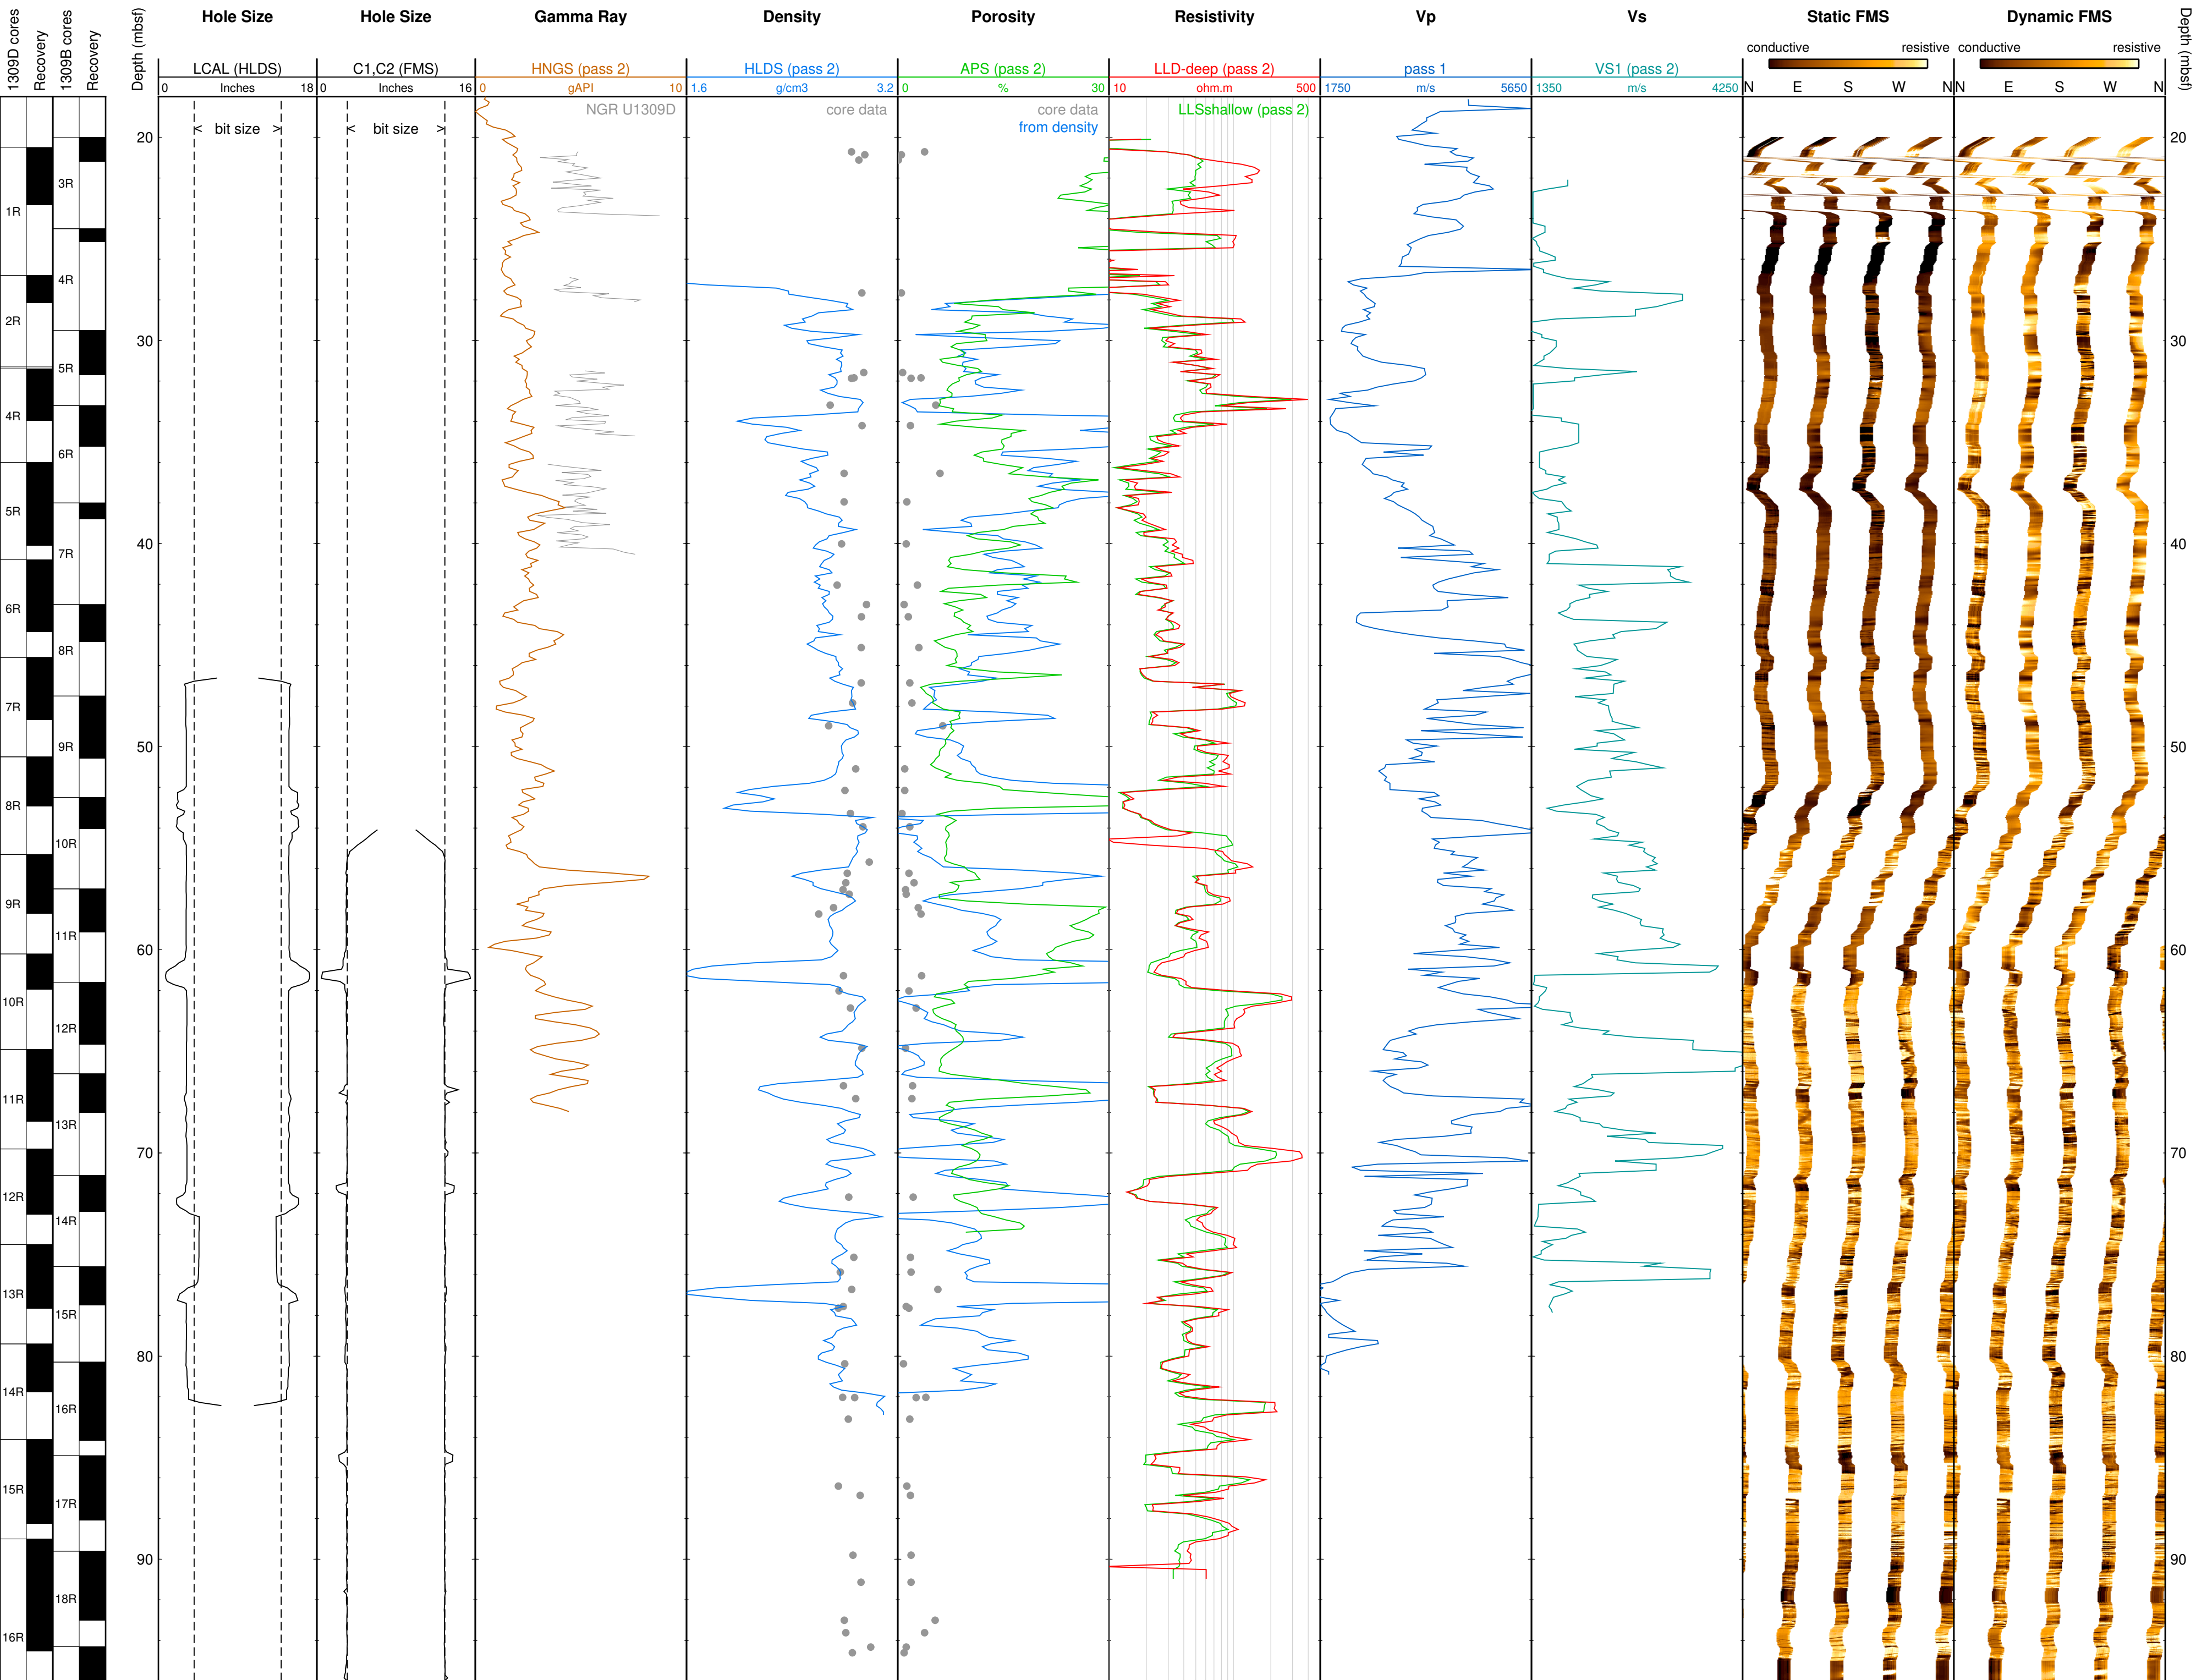 1309D cores
Recovery
1309B cores
Recovery
Depth (mbsf)
Hole Size
Hole Size
Gamma Ray
Density
Porosity
Resistivity
Vp
Vs
Static FMS
Dynamic FMS
Depth (mbsf)
conductive resistive
conductive resistive
LCAL (HLDS)
C1,C2 (FMS)
HNGS (pass 2)
HLDS (pass 2)
APS (pass 2)
LLD-deep (pass 2)
pass 1
VS1 (pass 2)
0 Inches 18
0 Inches 16
0 gAPI 10
1.6 g/cm3 3.2
0 % 30
10 ohm.m 500
1750 m/s 5650
1350 m/s 4250
N E S W N
N E S W N
< bit size >
< bit size >
NGR U1309D
core data
core data
from density
LLSshallow (pass 2)
1R
2R
4R
5R
6R
7R
8R
9R
10R
11R
12R
13R
14R
15R
16R
3R
4R
5R
6R
7R
8R
9R
10R
11R
12R
13R
14R
15R
16R
17R
18R
20
30
40
50
60
70
80
90
20
30
40
50
60
70
80
90